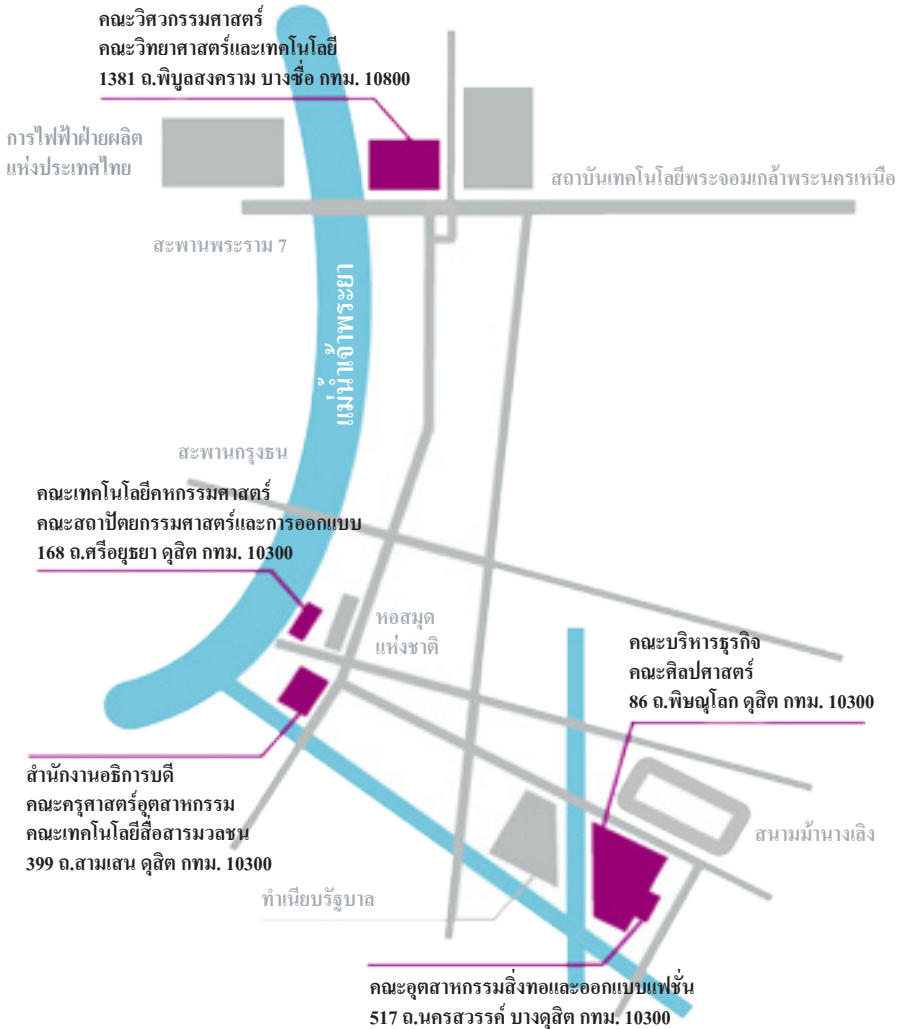 คณะวิศวกรรมศาสตร์
คณะวิทยาศาสตร์และเทคโนโลยี
1381 ถ.พิบูลสงคราม บางซื่อ กทม. 10800
การไฟฟ้าฝ่ายผลิต
แห่งประเทศไทย
สถาบันเทคโนโลยีพระจอมเกล้าพระนครเหนือ
สะพานพระราม 7
แม่น้ำเจ้าพระยา
สะพานกรุงธน
คณะเทคโนโลยีคหกรรมศาสตร์
คณะสถาปัตยกรรมศาสตร์และการออกแบบ
168 ถ.ศรีอยุธยา ดุสิต กทม. 10300
หอสมุด
แห่งชาติ
คณะบริหารธุรกิจ
คณะศิลปศาสตร์
86 ถ.พิษณุโลก ดุสิต กทม. 10300
สำนักงานอธิการบดี
คณะครุศาสตร์อุตสาหกรรม
คณะเทคโนโลยีสื่อสารมวลชน
399 ถ.สามเสน ดุสิต กทม. 10300
สนามม้านางเลิง
ทำเนียบรัฐบาล
คณะอุตสาหกรรมสิ่งทอและออกแบบแฟชั่น
517 ถ.นครสวรรค์ บางดุสิต กทม. 10300